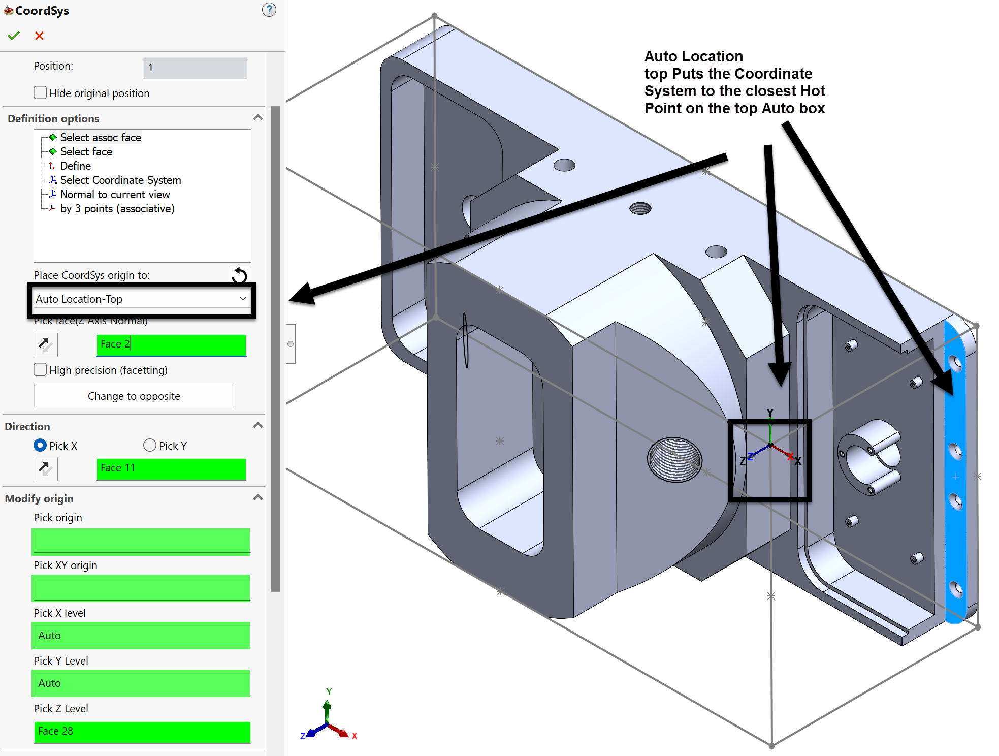 CoordSys
?
Position:
1
Hide original position
Definition options
Select assoc face
Select face
Define
Select Coordinate System
Normal to current view
by 3 points (associative)
Place CoordSys origin to:
Auto Location-Top
Pick face(Z Axis Normal)
Face 2
High precision (facetting)
Change to opposite
Direction
Pick X
Pick Y
Face 11
Modify origin
Pick origin
Pick XY origin
Pick X level
Auto
Pick Y Level
Auto
Pick Z Level
Face 28
Auto Location
top Puts the Coordinate
System to the closest Hot
Point on the top Auto box
Y
Z Z X X
Y
Z X